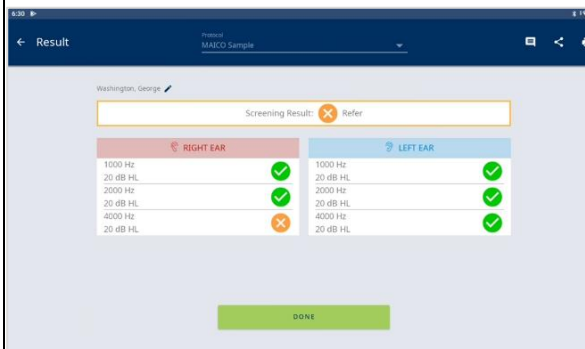 6:30
Result
Protocol
MAICO Sample
Washington, George
Screening Result: Refer
RIGHT EAR
1000 Hz
20 dB HL
2000 Hz
20 dB HL
4000 Hz
20 dB HL
LEFT EAR
1000 Hz
20 dB HL
2000 Hz
20 dB HL
4000 Hz
20 dB HL
DONE